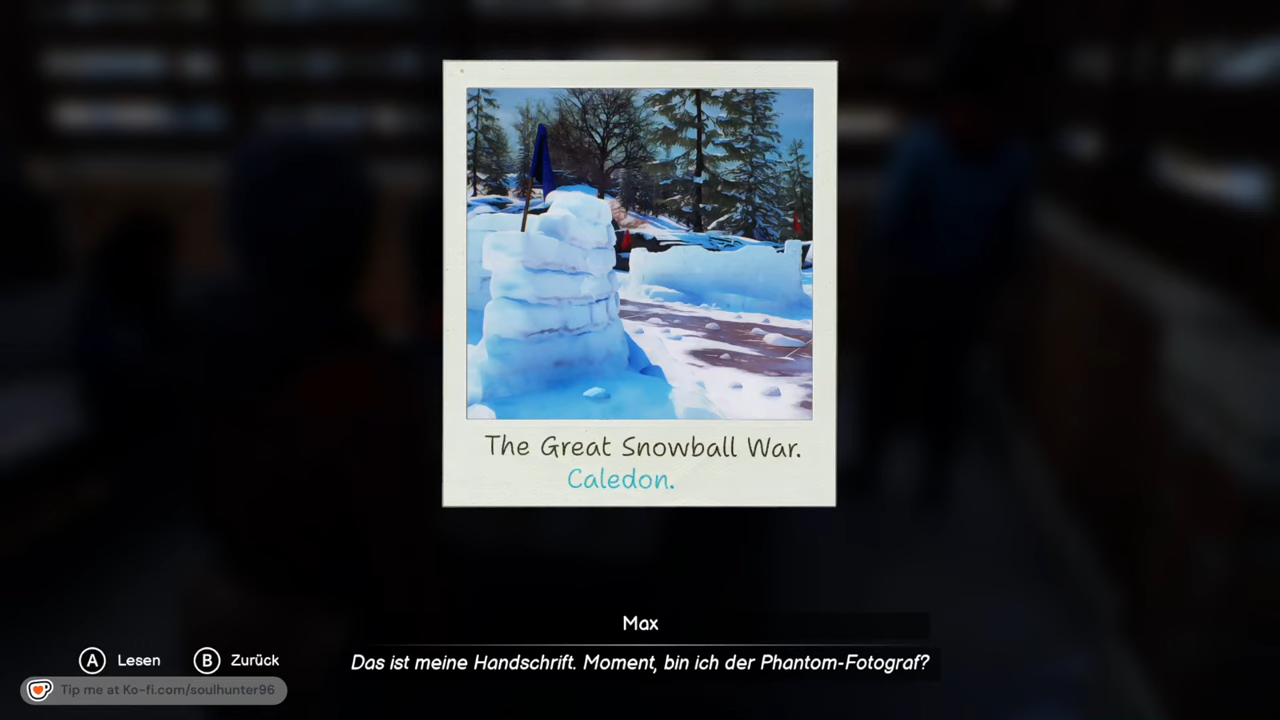 The Great Snowball War.
Caledon.
Max
Das ist meine Handschrift. Moment, bin ich der Phantom-Fotograf?
A Lesen B Zurück
Tip me at Ko-fi.com/soulhunter96